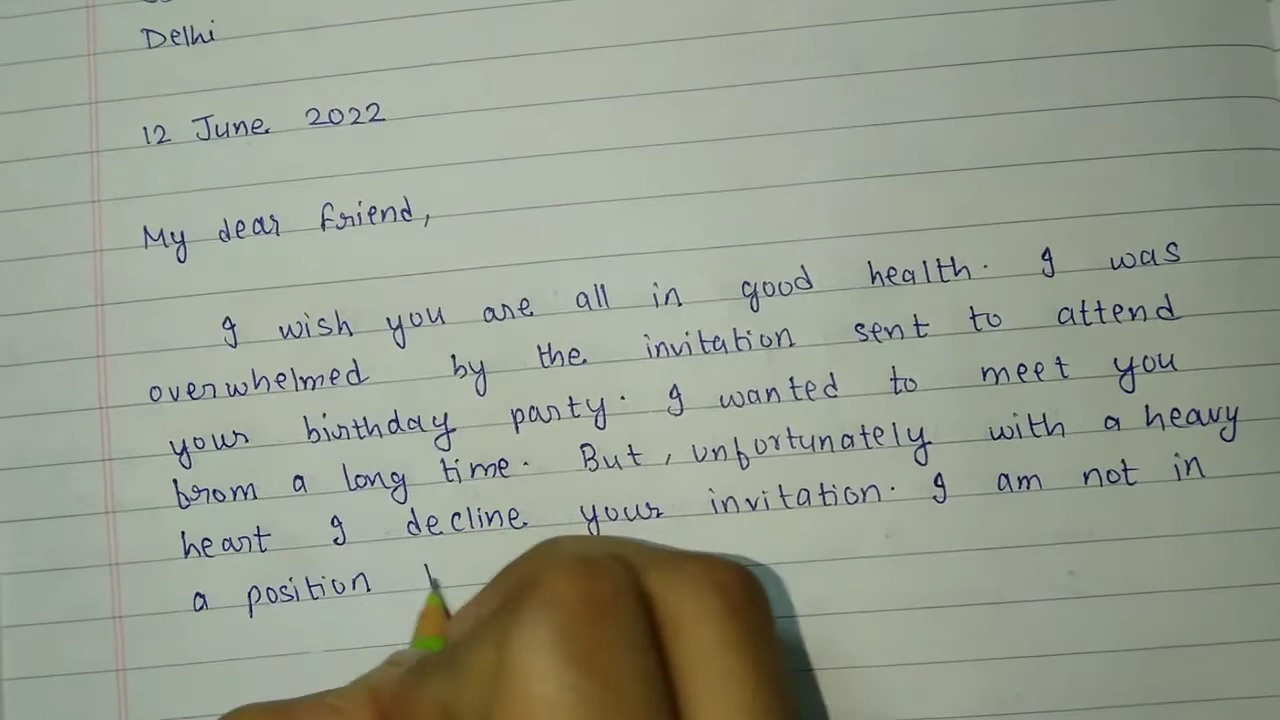 Delhi
12 June 2022
My dear friend,
I wish you are all in good health. I was
overwhelmed by the invitation sent to attend
your birthday party. I wanted to meet you
from a long time. But, unfortunately with a heavy
heart I decline your invitation. I am not in
a position